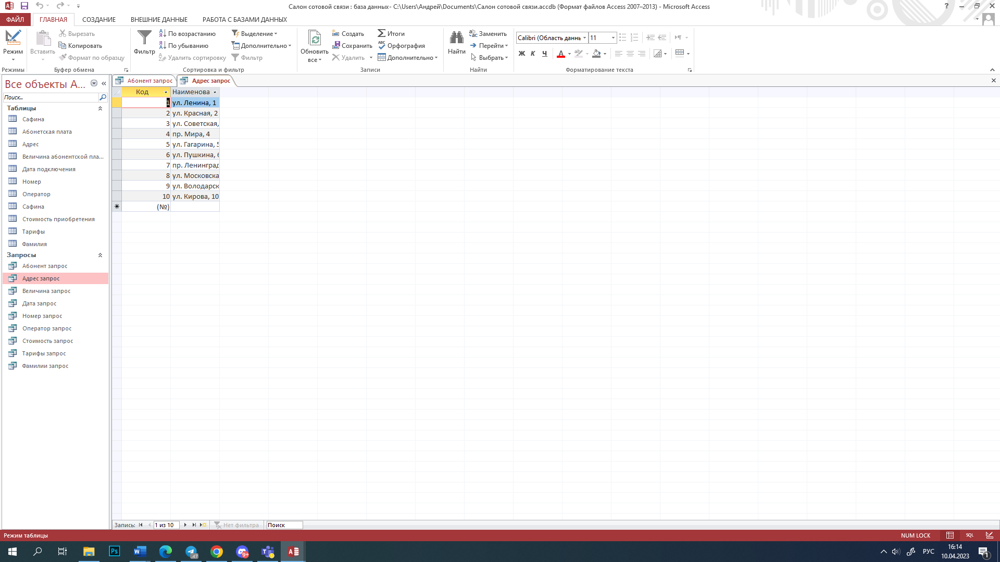 Салон сотовой связи : база данных- C:\Users\Андрей\Documents\Салон сотовой связи.accdb (Формат файлов Access 2007–2013) - Microsoft Access
ФАЙЛ ГЛАВНАЯ СОЗДАНИЕ ВНЕШНИЕ ДАННЫЕ РАБОТА С БАЗАМИ ДАННЫХ
Режим
Режимы
Вставить
Вырезать
Копировать
Формат по образцу
Буфер обмена
Фильтр
По возрастанию
По убыванию
Удалить сортировку
Выделение
Дополнительно
Фильтр
Сортировка и фильтр
Обновить
все
Создать
Сохранить
Удалить
Итоги
Орфография
Дополнительно
Записи
Найти
Заменить
Перейти
Выбрать
Найти
Calibri (Область данны
11
Ж К Ч
Форматирование текста
Все объекты A...
Поиск...
Таблицы
Сафина
Абонетская плата
Адрес
Величина абонентской пла...
Дата подключения
Номер
Оператор
Сафина
Стоимость приобретения
Тарифы
Фамилия
Запросы
Абонент запрос
Адрес запрос
Величина запрос
Дата запрос
Номер запрос
Оператор запрос
Стоимость запрос
Тарифы запрос
Фамилии запрос
Абонент запрос Адрес запрос
Код Наименова
1 ул. Ленина, 1
2 ул. Красная, 2
3 ул. Советская,
4 пр. Мира, 4
5 ул. Гагарина, 5
6 ул. Пушкина, 6
7 пр. Ленинград
8 ул. Московска
9 ул. Володарск
10 ул. Кирова, 10
(№)
Запись: 1 из 10 Нет фильтра Поиск
Режим таблицы NUM LOCK SQL
Ps
.47
9+
РУС
16:14
10.04.2023
1